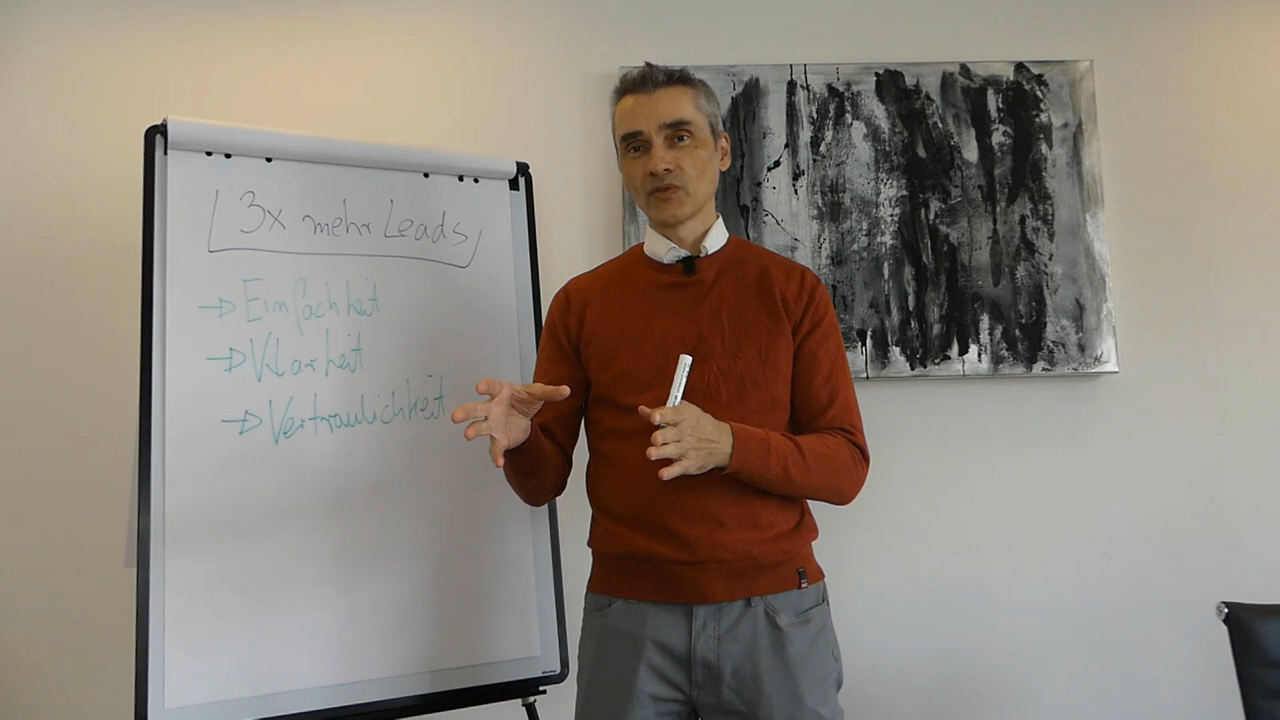 3x mehr Leads
→ Einfachheit
→ Klarheit
→ Vertraulichkeit